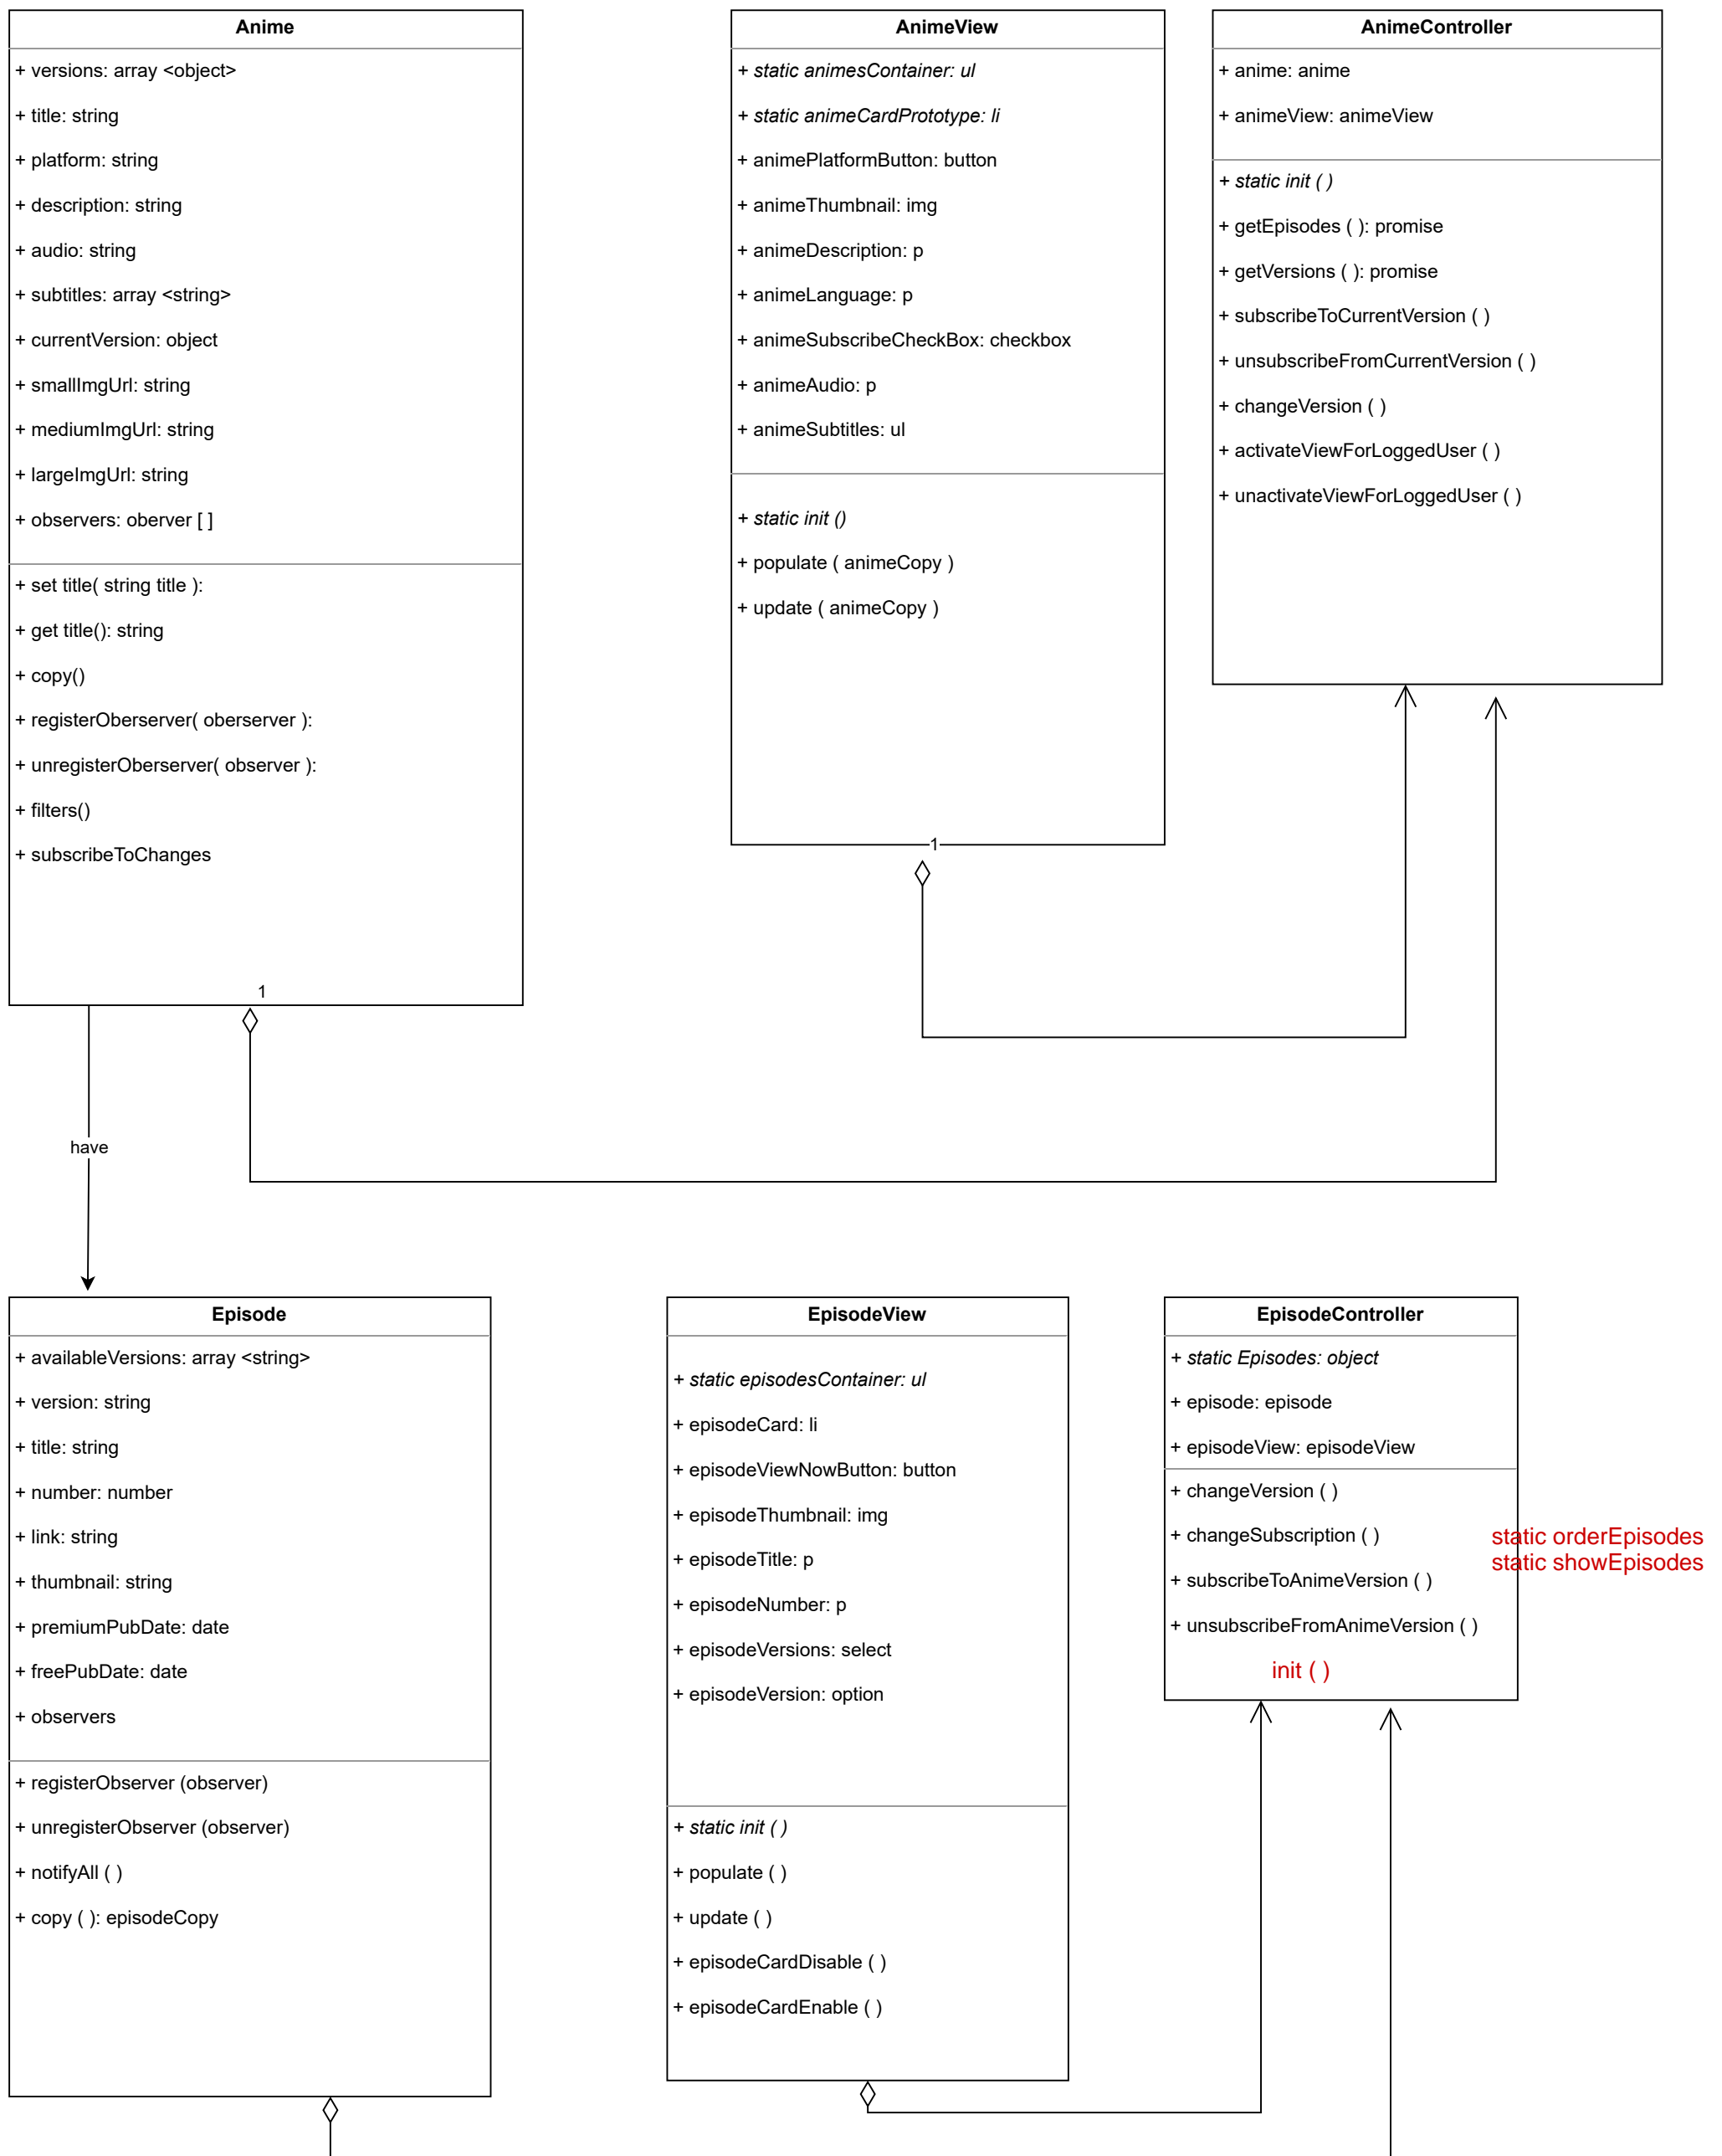 Anime
+ versions: array <object>
+ title: string
+ platform: string
+ description: string
+ audio: string
+ subtitles: array <string>
+ currentVersion: object
+ smallImgUrl: string
+ mediumImgUrl: string
+ largeImgUrl: string
+ observers: oberver [ ]
+ set title( string title ):
+ get title(): string
+ copy()
+ registerOberserver( oberserver ):
+ unregisterOberserver( observer ):
+ filters()
+ subscribeToChanges
1
AnimeView
+ static animesContainer: ul
+ static animeCardPrototype: li
+ animePlatformButton: button
+ animeThumbnail: img
+ animeDescription: p
+ animeLanguage: p
+ animeSubscribeCheckBox: checkbox
+ animeAudio: p
+ animeSubtitles: ul
+ static init ()
+ populate ( animeCopy )
+ update ( animeCopy )
1
AnimeController
+ anime: anime
+ animeView: animeView
+ static init ( )
+ getEpisodes ( ): promise
+ getVersions ( ): promise
+ subscribeToCurrentVersion ( )
+ unsubscribeFromCurrentVersion ( )
+ changeVersion ( )
+ activateViewForLoggedUser ( )
+ unactivateViewForLoggedUser ( )
have
Episode
+ availableVersions: array <string>
+ version: string
+ title: string
+ number: number
+ link: string
+ thumbnail: string
+ premiumPubDate: date
+ freePubDate: date
+ observers
+ registerObserver (observer)
+ unregisterObserver (observer)
+ notifyAll ( )
+ copy ( ): episodeCopy
EpisodeView
+ static episodesContainer: ul
+ episodeCard: li
+ episodeViewNowButton: button
+ episodeThumbnail: img
+ episodeTitle: p
+ episodeNumber: p
+ episodeVersions: select
+ episodeVersion: option
+ static init ( )
+ populate ( )
+ update ( )
+ episodeCardDisable ( )
+ episodeCardEnable ( )
EpisodeController
+ static Episodes: object
+ episode: episode
+ episodeView: episodeView
+ changeVersion ( )
+ changeSubscription ( )
+ subscribeToAnimeVersion ( )
+ unsubscribeFromAnimeVersion ( )
init ( )
static orderEpisodes
static showEpisodes